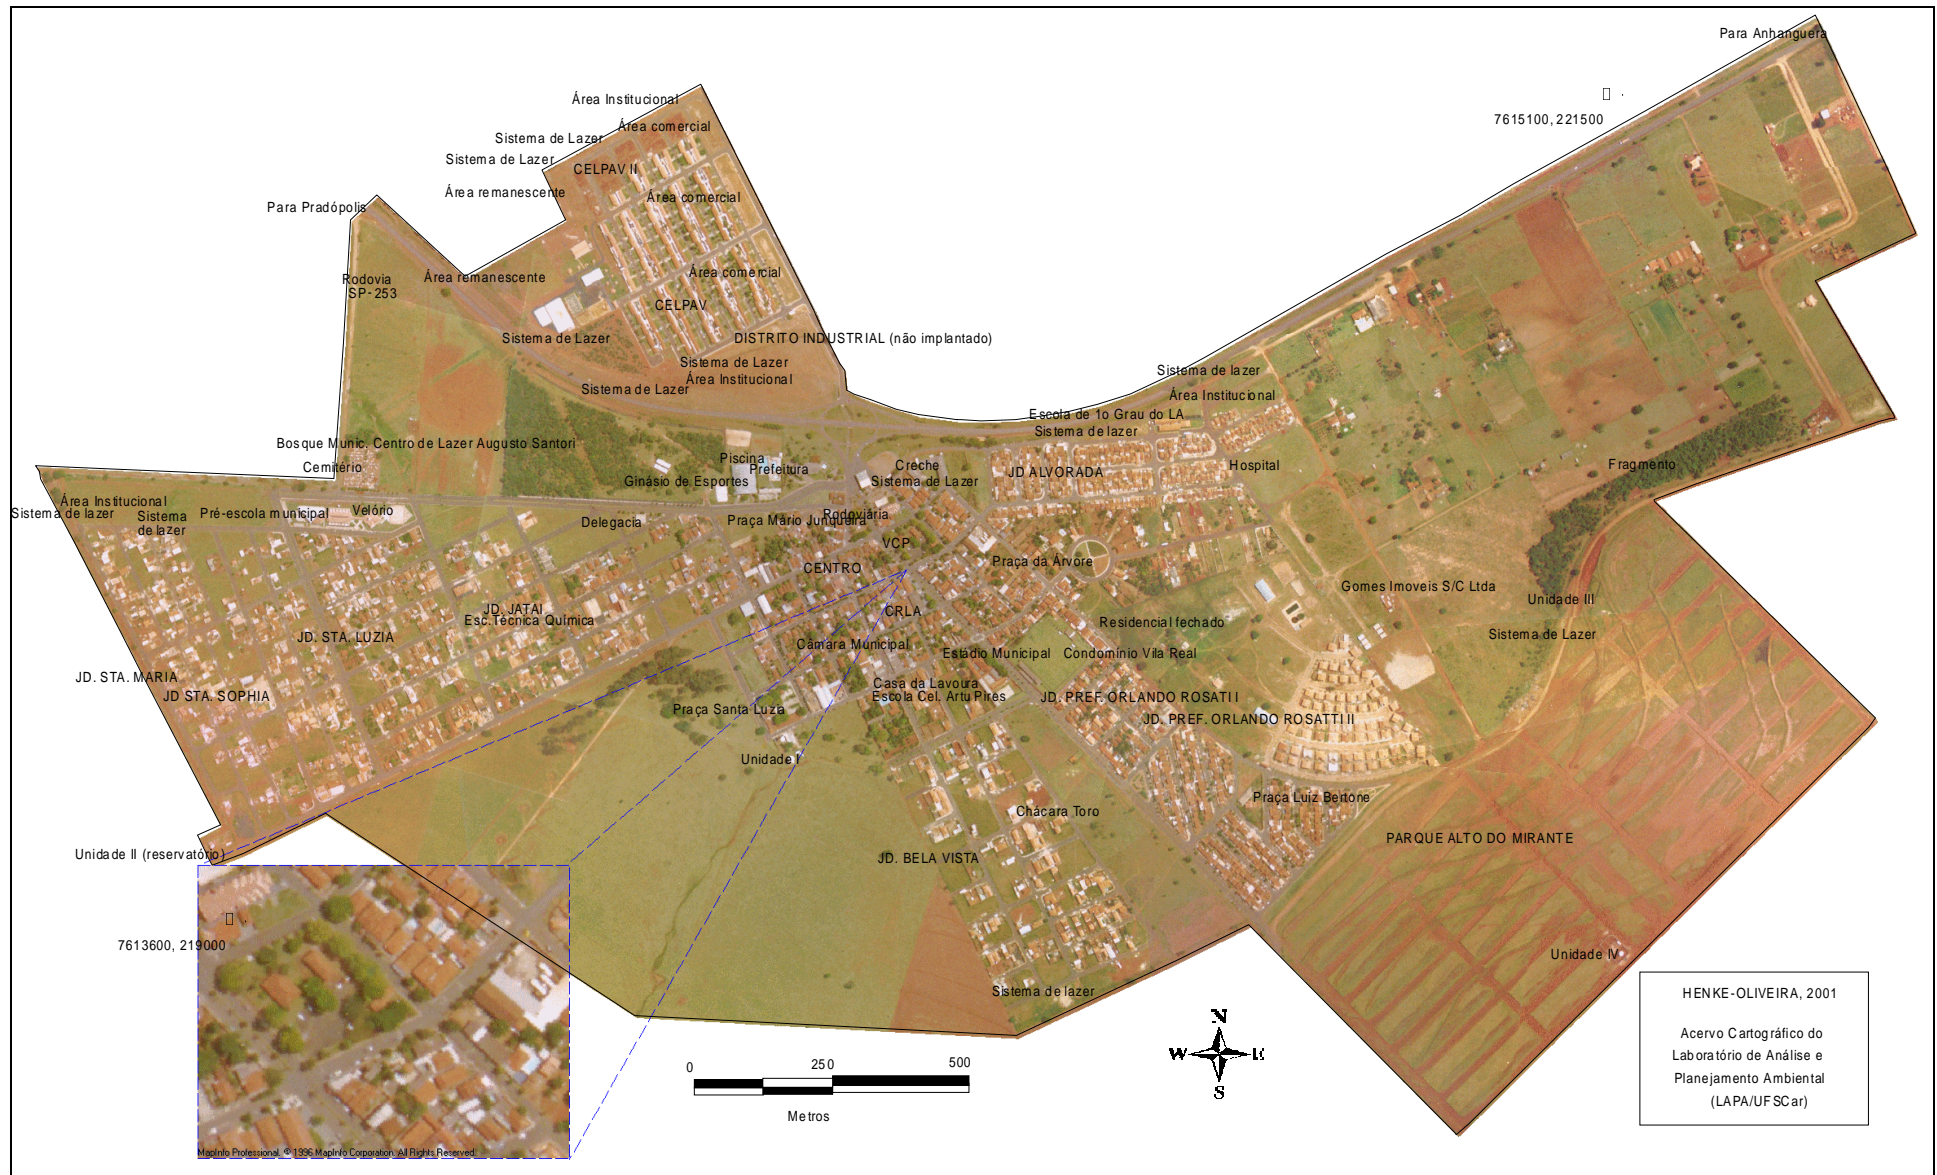 Para Anhanguera
Área Institucional
7615100, 221500
Área comercial
Sistema de Lazer
Sistema de Lazer
CELPAV II
Área remanescente
Área comercial
Para Pradópolis
Área comercial
Área remanescente
Rodovia
SP-253
CELPAV
Sistema de Lazer
DISTRITO INDUSTRIAL (não implantado)
Sistema de Lazer
Área Institucional
Sistema de Lazer
Sistema de lazer
Área Institucional
Escola de 1o Grau do LA
Sistema de lazer
Bosque Munic. Centro de Lazer Augusto Santori
Cemitério
Piscina
Prefeitura
Ginásio de Esportes
Creche
Sistema de Lazer
JD ALVORADA
Hospital
Fragmento
Área Institucional
Sistema de lazer
Sistema
de lazer
Pré-escola municipal
Velório
Delegacia
Praça Mário Junqueira
Rodoviária
VCP
CENTRO
Praça da Árvore
Gomes Imoveis S/C Ltda
Unidade III
JD. JATAI
Esc.Técnica Química
CRLA
Residencial fechado
Sistema de Lazer
JD. STA. LUZIA
Câmara Municipal
Estádio Municipal
Condomínio Vila Real
JD. STA. MARIA
JD STA. SOPHIA
Casa da Lavoura
Escola Cel. Artu Pires
JD. PREF. ORLANDO ROSATI I
Praça Santa Luzia
JD. PREF. ORLANDO ROSATTI II
Unidade I
Praça Luiz Bertone
Chácara Toro
PARQUE ALTO DO MIRANTE
Unidade II (reservatório)
JD. BELA VISTA
7613600, 219000
Unidade IV
Sistema de lazer
HENKE-OLIVEIRA, 2001
Acervo Cartográfico do
Laboratório de Análise e
Planejamento Ambiental
(LAPA/UFSCar)
N
W E
S
0 250 500
Metros
MapInfo Professional. © 1996 MapInfo Corporation. All Rights Reserved.